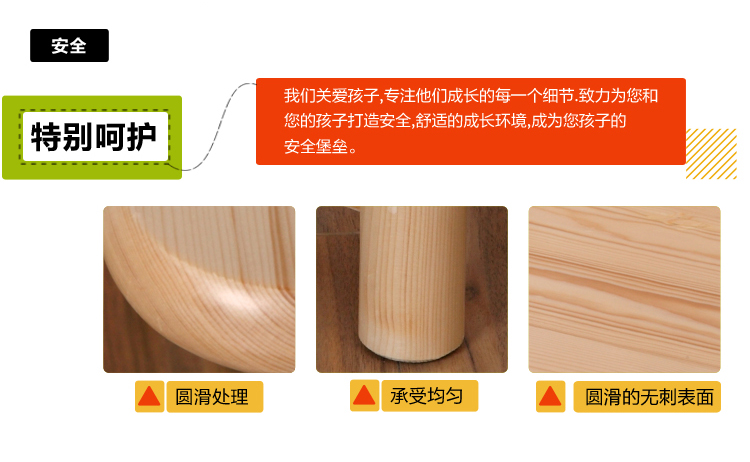 安全
特别呵护
我们关爱孩子,专注他们成长的每一个细节.致力为您和
您的孩子打造安全,舒适的成长环境,成为您孩子的
安全堡垒。
圆滑处理
承受均匀
圆滑的无刺表面